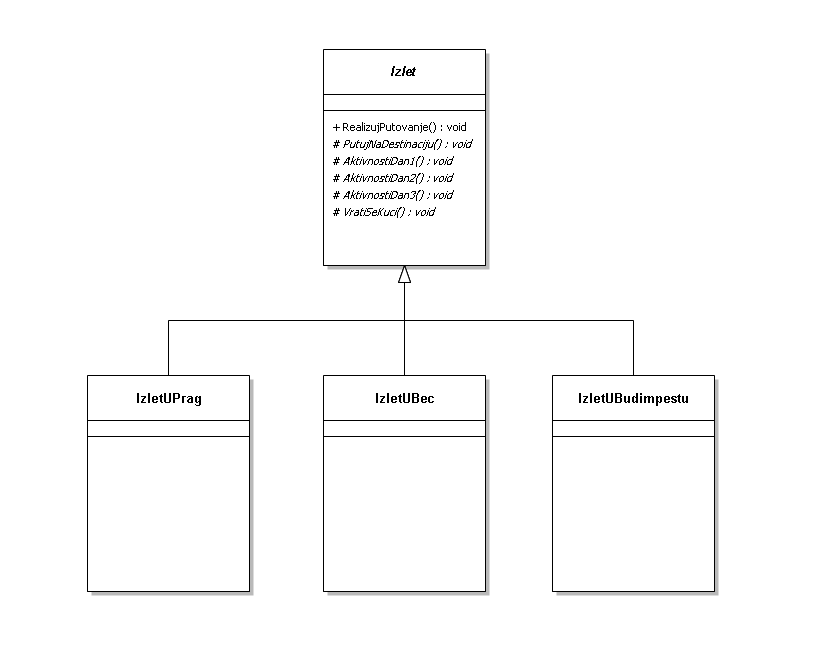 Izlet
+ RealizujPutovanje() : void
# PutujNaDestinaciju() : void
# AktivnostiDan1() : void
# AktivnostiDan2() : void
# AktivnostiDan3() : void
# VratiSeKuci() : void
IzletUPrag
IzletUBec
IzletUBudimpestu